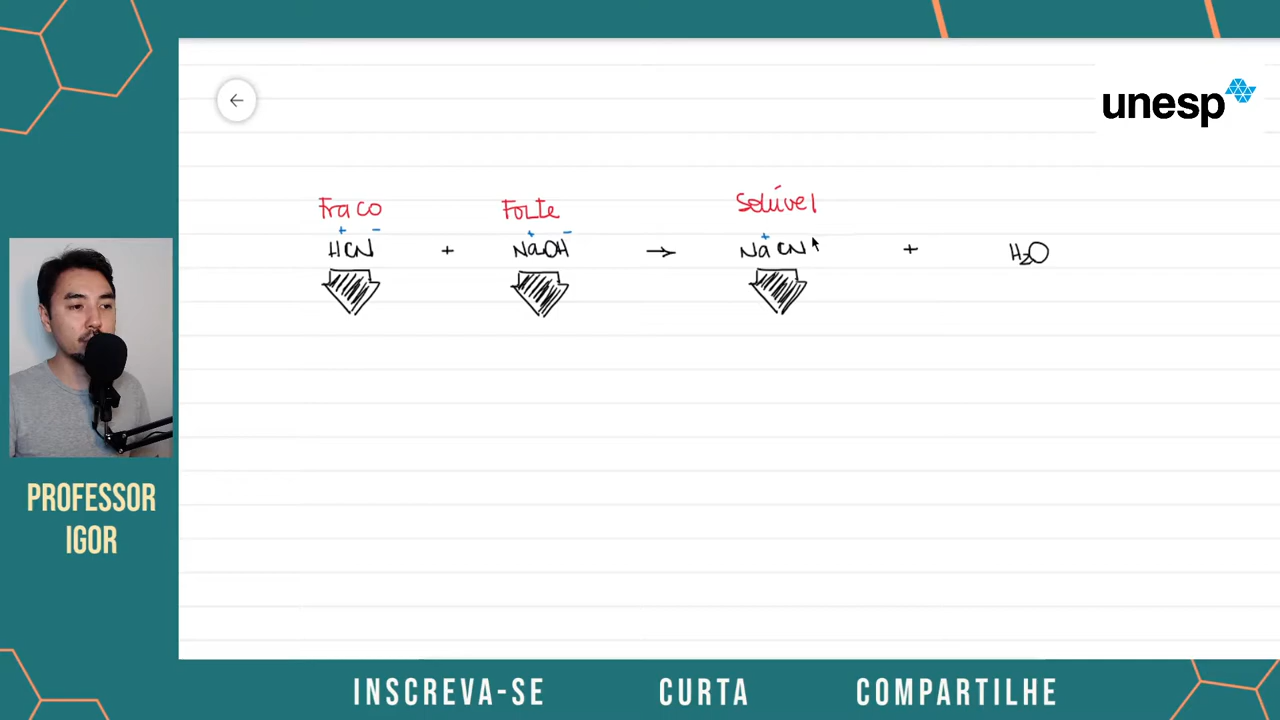 unesp
Fraco
Forte
Solúvel
+ -
+ -
+
HCN + NaOH → NaCN + H₂O
PROFESSOR
IGOR
INSCREVA-SE CURTA COMPARTILHE